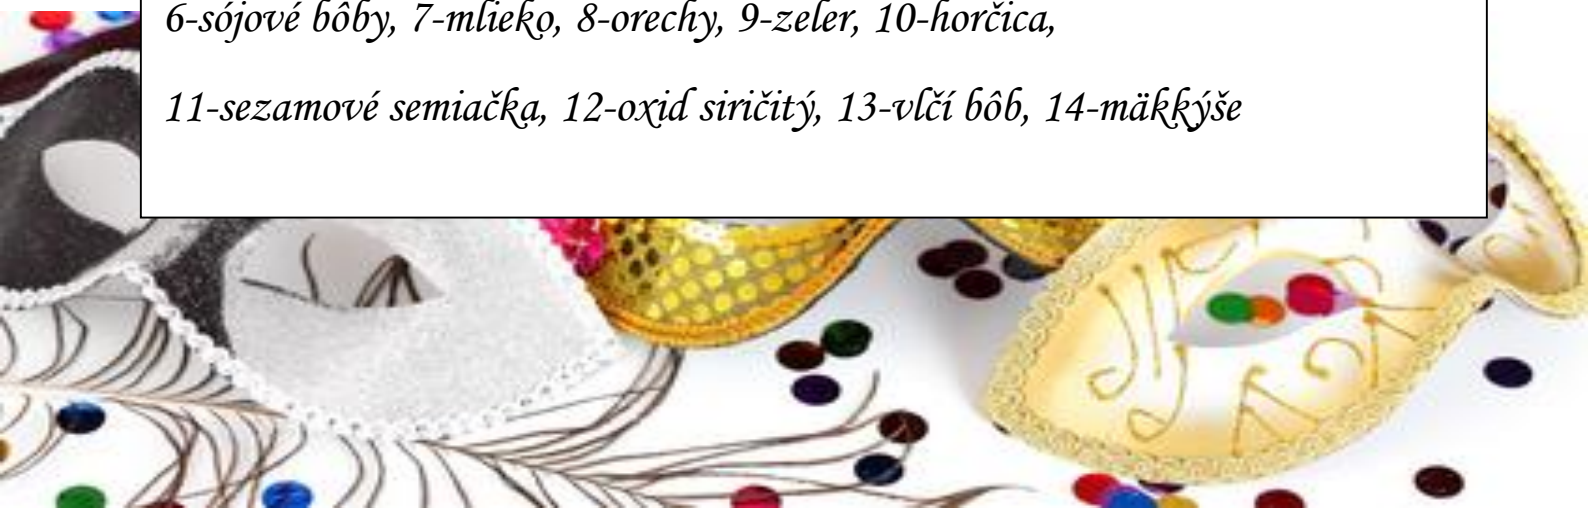 6-sójové bôby, 7-mlieko, 8-orechy, 9-zeler, 10-horčica,
11-sezamové semiačka, 12-oxid siričitý, 13-vlčí bôb, 14-mäkkýše